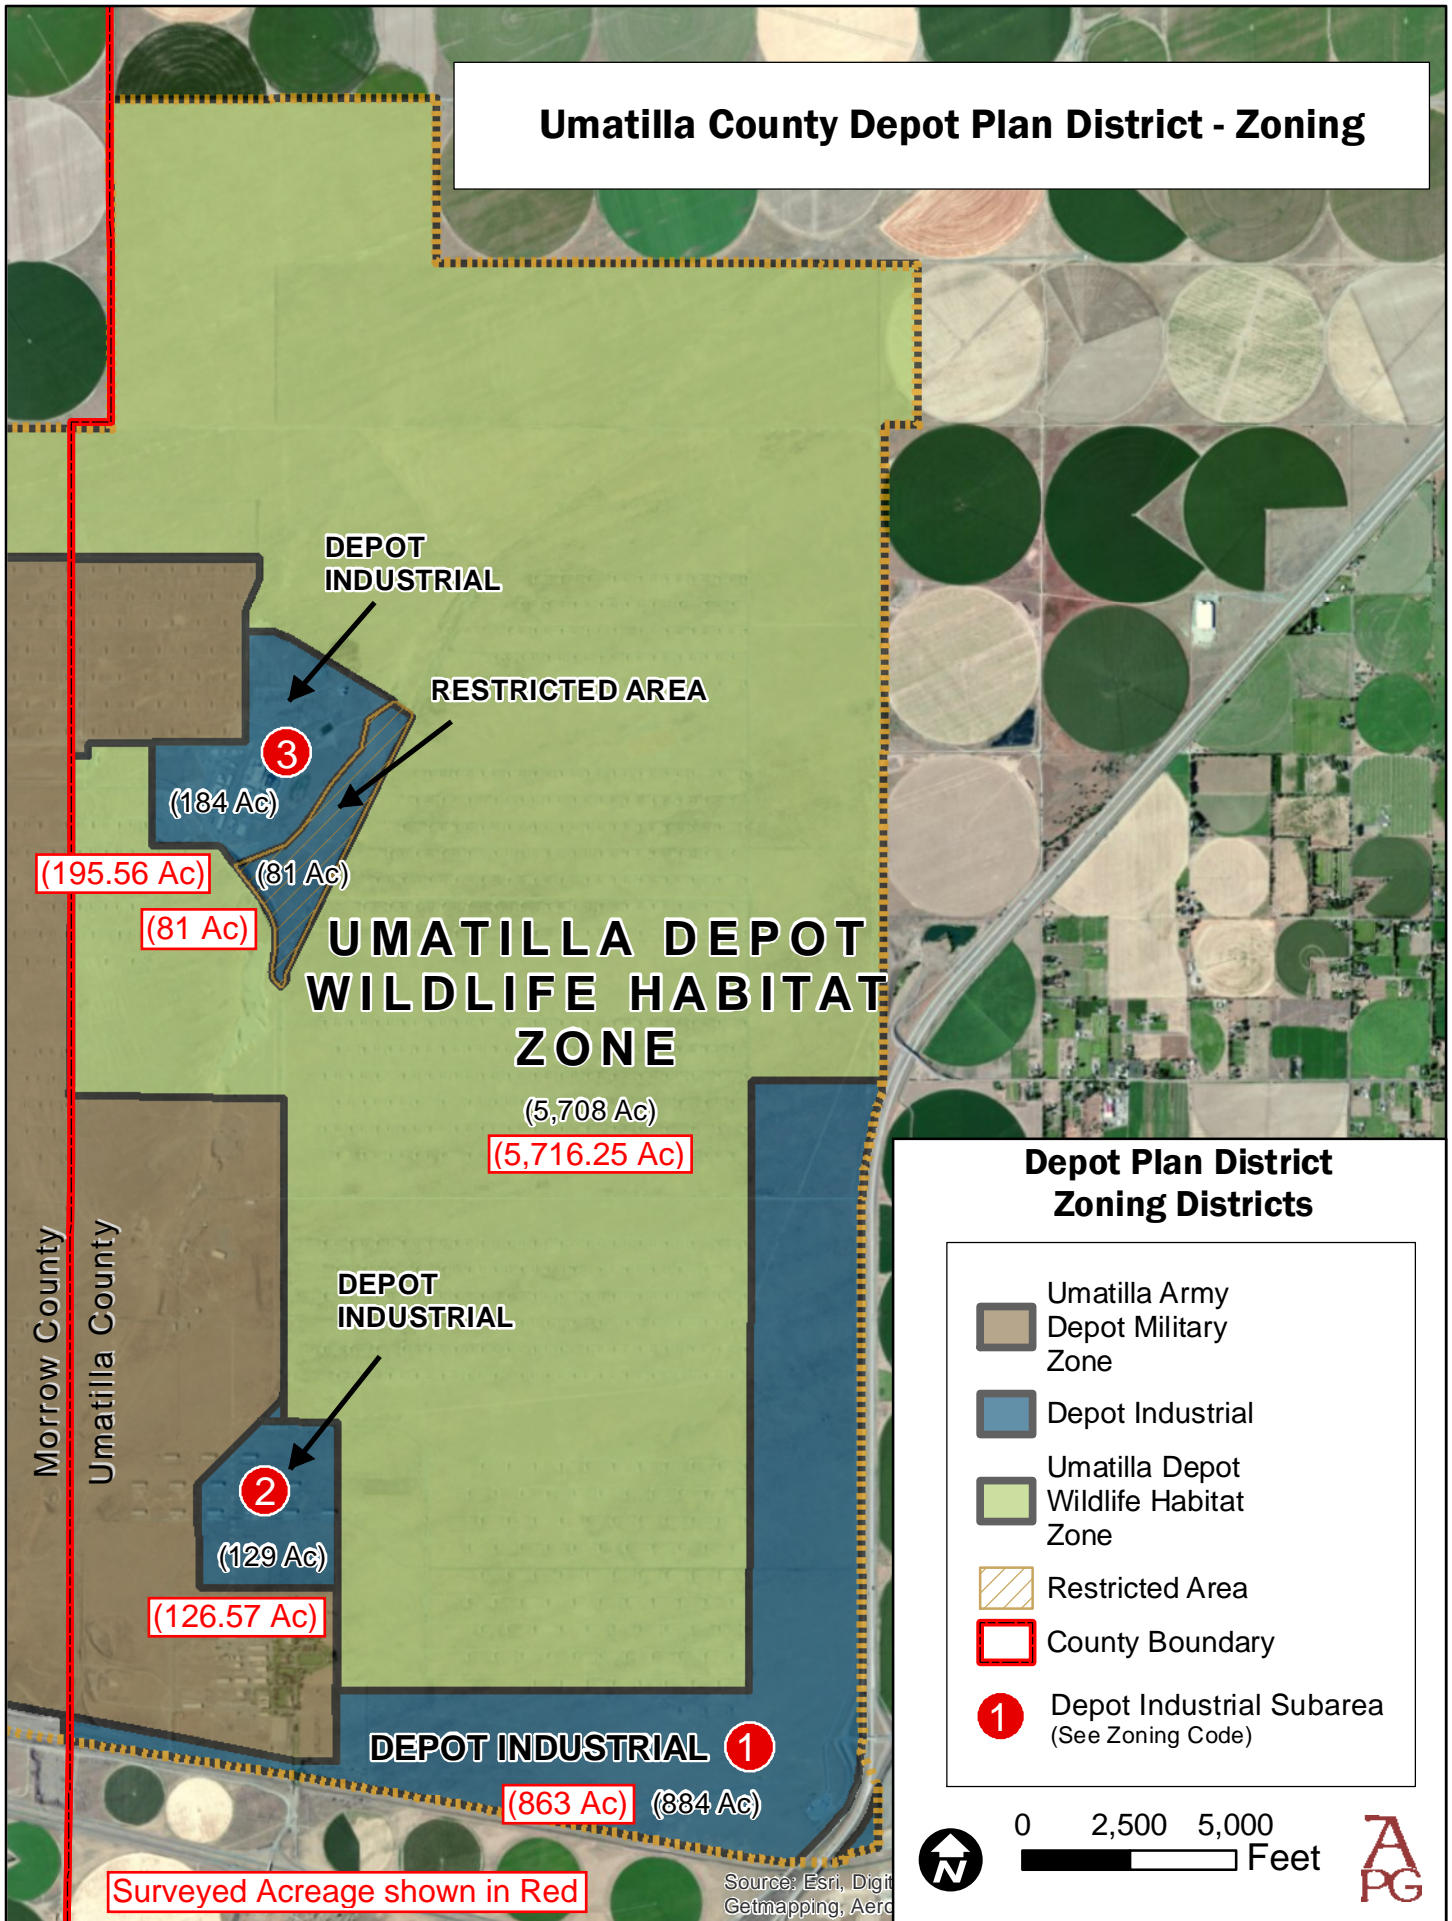 Umatilla County Depot Plan District - Zoning
DEPOT
INDUSTRIAL
RESTRICTED AREA
3
(184 Ac)
(195.56 Ac)
(81 Ac)
(81 Ac)
UMATILLA DEPOT
WILDLIFE HABITAT
ZONE
(5,708 Ac)
(5,716.25 Ac)
Morrow County
Umatilla County
DEPOT
INDUSTRIAL
2
(129 Ac)
(126.57 Ac)
DEPOT INDUSTRIAL 1
(863 Ac) (884 Ac)
Surveyed Acreage shown in Red
Source: Esri, Digit
Getmapping, Aero
Depot Plan District
Zoning Districts
Umatilla Army
Depot Military
Zone
Depot Industrial
Umatilla Depot
Wildlife Habitat
Zone
Restricted Area
County Boundary
1 Depot Industrial Subarea
(See Zoning Code)
0 2,500 5,000
Feet
N
APG